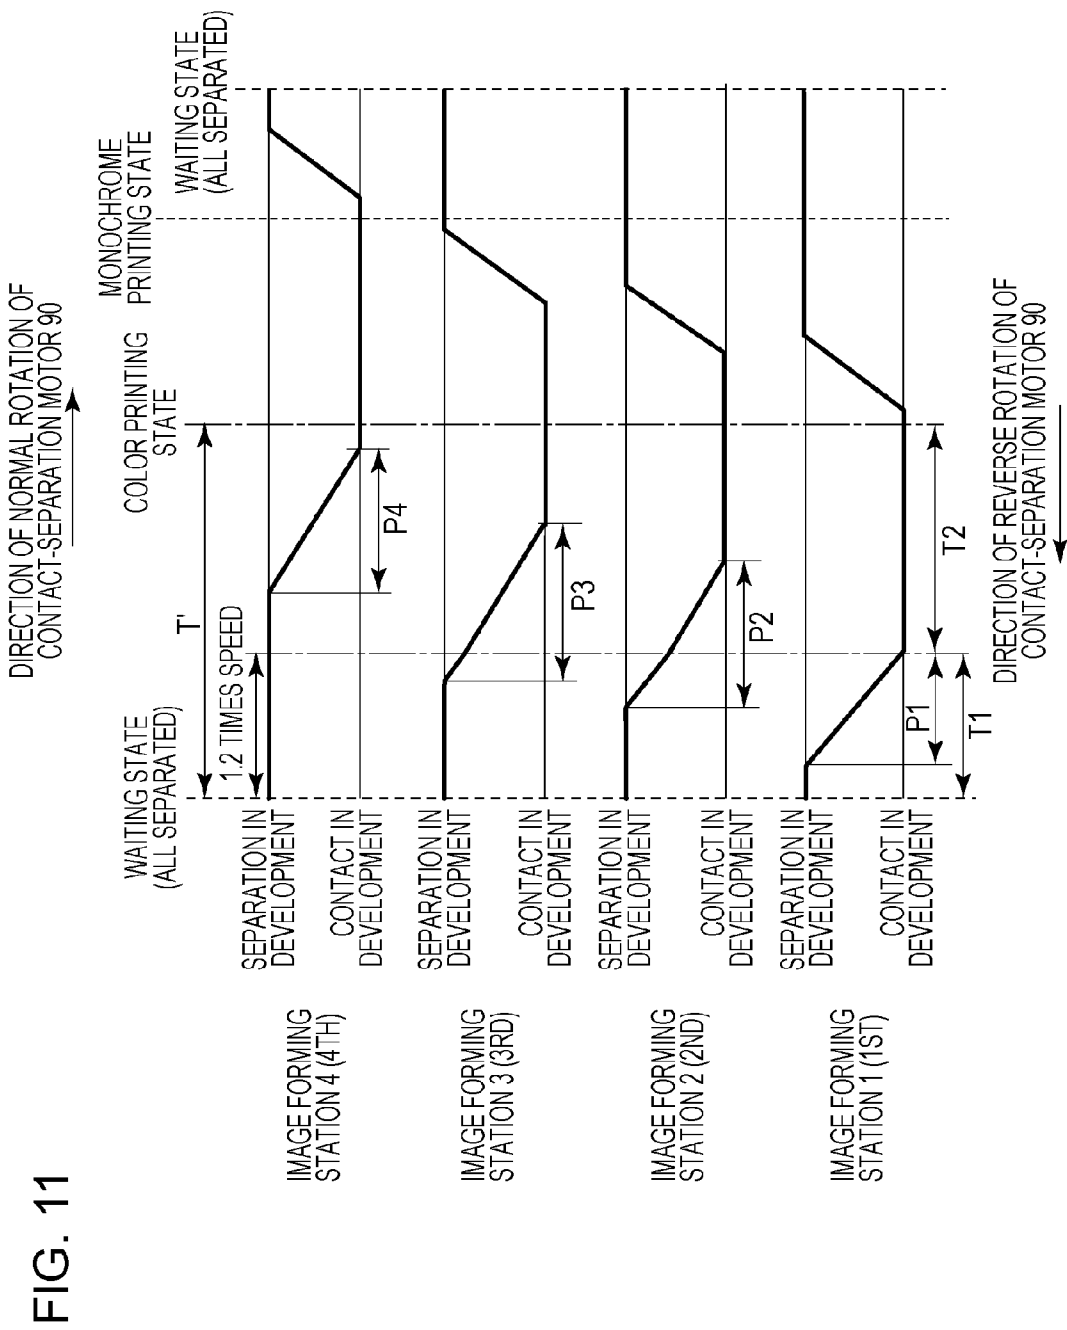 FIG. 11
DIRECTION OF NORMAL ROTATION OF
CONTACT-SEPARATION MOTOR 90
WAITING STATE
(ALL SEPARATED)
COLOR PRINTING
STATE
MONOCHROME
PRINTING STATE
WAITING STATE
(ALL SEPARATED)
T'
1.2 TIMES SPEED
IMAGE FORMING
STATION 4 (4TH)
SEPARATION IN
DEVELOPMENT
CONTACT IN
DEVELOPMENT
P4
IMAGE FORMING
STATION 3 (3RD)
SEPARATION IN
DEVELOPMENT
CONTACT IN
DEVELOPMENT
P3
IMAGE FORMING
STATION 2 (2ND)
SEPARATION IN
DEVELOPMENT
CONTACT IN
DEVELOPMENT
P2
IMAGE FORMING
STATION 1 (1ST)
SEPARATION IN
DEVELOPMENT
CONTACT IN
DEVELOPMENT
P1
T1
T2
DIRECTION OF REVERSE ROTATION OF
CONTACT-SEPARATION MOTOR 90